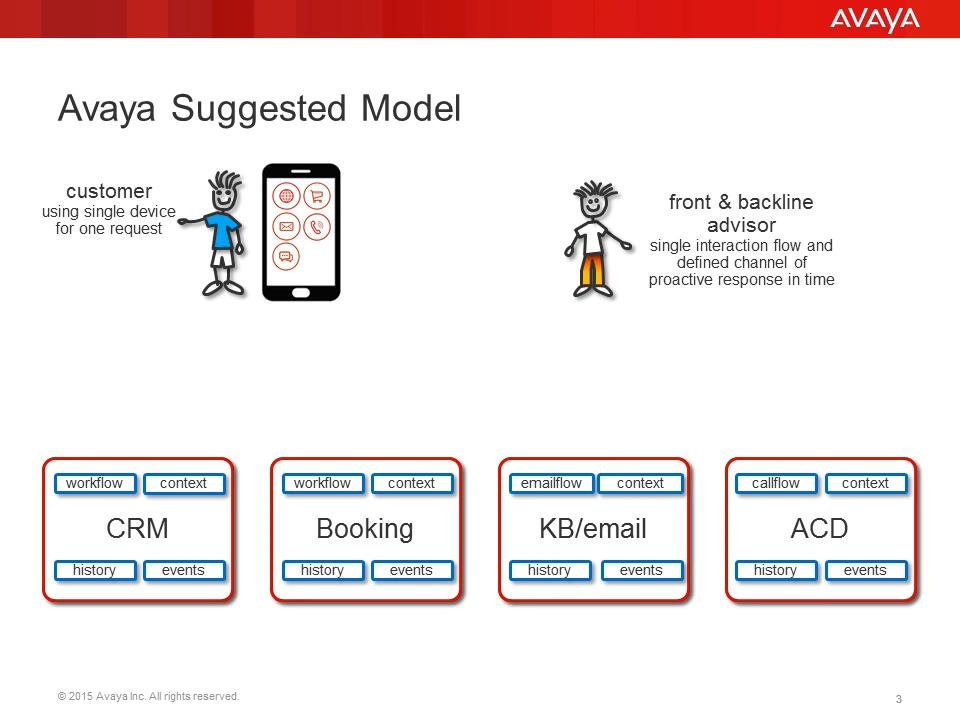 AVAYA
Avaya Suggested Model
customer
using single device
for one request
front & backline
advisor
single interaction flow and
defined channel of
proactive response in time
workflow
context
CRM
history
events
workflow
context
Booking
history
events
emailflow
context
KB/email
history
events
callflow
context
ACD
history
events
© 2015 Avaya Inc. All rights reserved.
3